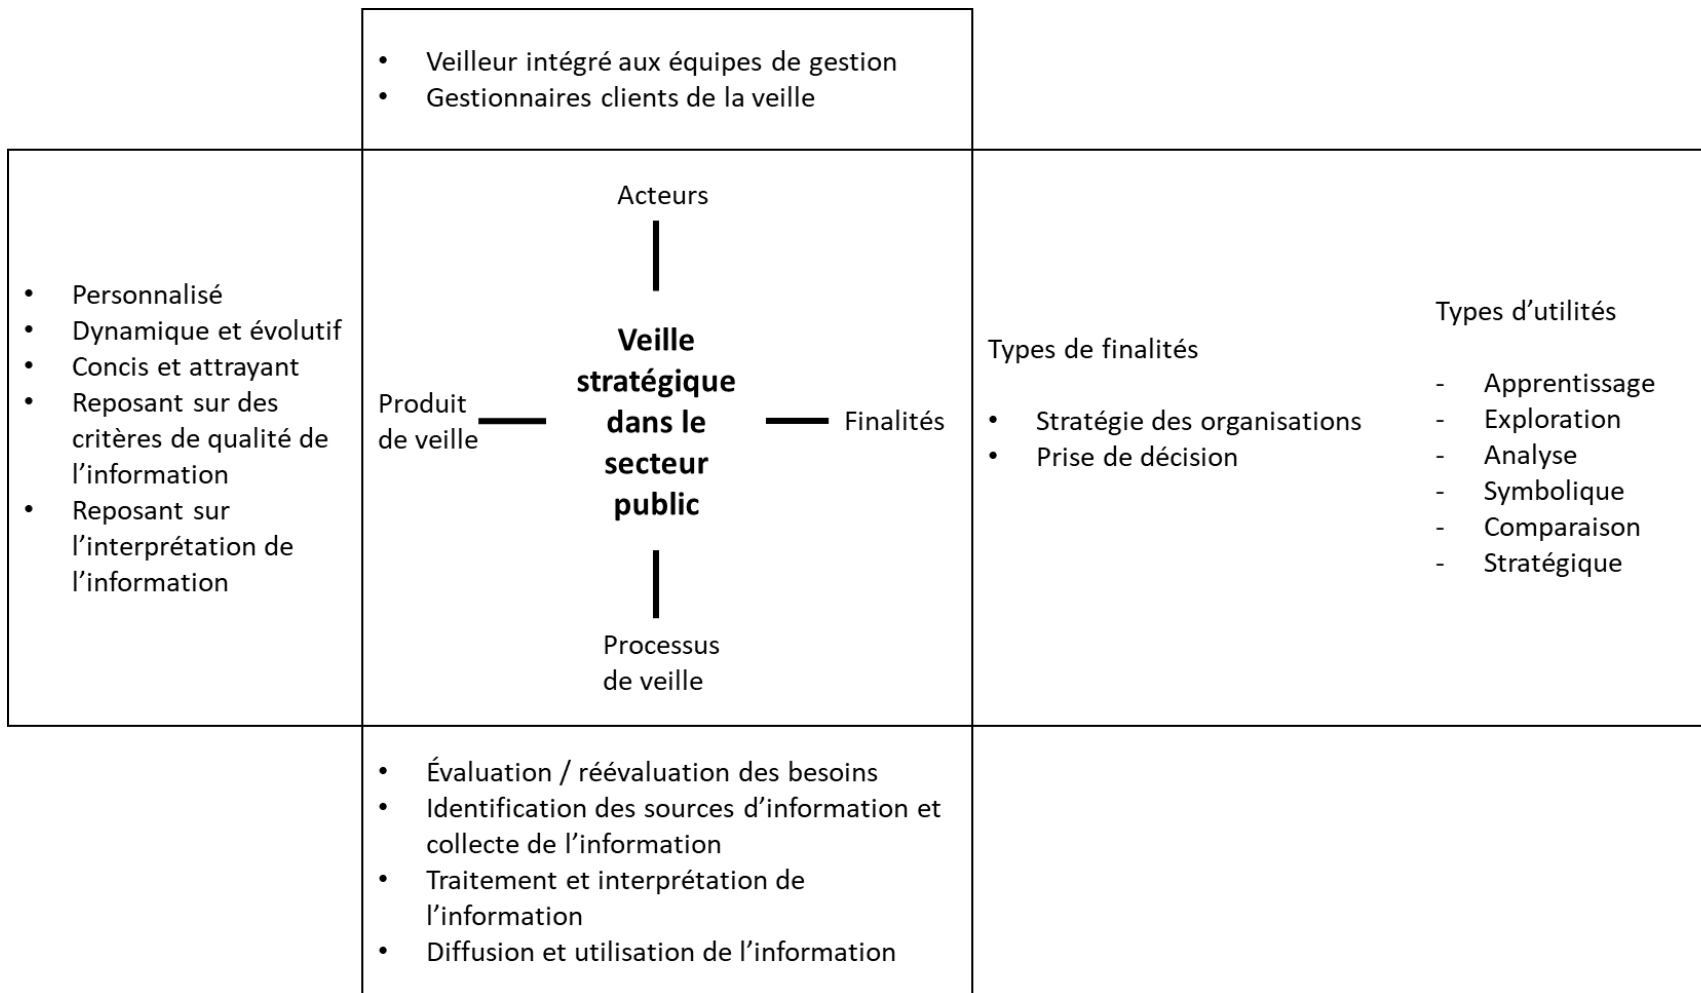 • Veilleur intégré aux équipes de gestion
• Gestionnaires clients de la veille
• Personnalisé
• Dynamique et évolutif
• Concis et attrayant
• Reposant sur des
critères de qualité de
l’information
• Reposant sur
l’interprétation de
l’information
Acteurs
Produit
de veille
Veille
stratégique
dans le
secteur
public
Finalités
Processus
de veille
Types de finalités
• Stratégie des organisations
• Prise de décision
Types d’utilités
- Apprentissage
- Exploration
- Analyse
- Symbolique
- Comparaison
- Stratégique
• Évaluation / réévaluation des besoins
• Identification des sources d’information et
collecte de l’information
• Traitement et interprétation de
l’information
• Diffusion et utilisation de l’information